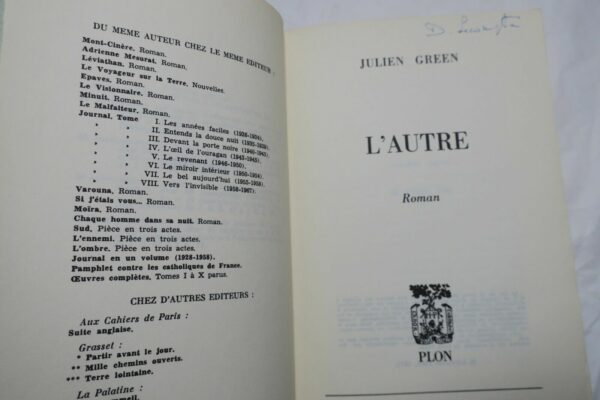 DU MEME AUTEUR CHEZ LE MEME EDITEUR :
Mont-Cinère. Roman.
Adrienne Mesurat. Roman.
Léviathan. Roman.
Le Voyageur sur la Terre. Nouvelles.
Epaves. Roman.
Le Visionnaire. Roman.
Minuit. Roman.
Le Malfaiteur, Roman.
Journal, Tome I. Les années faciles (1926-1934).
» » II. Entends la douce nuit (1935-1939).
» » III. Devant la porte noire (1940-1943).
» » IV. L'œil de l'ouragan (1943-1945).
» » V. Le revenant (1946-1950).
» » VI. Le miroir intérieur (1950-1954).
» » VII. Le bel aujourd'hui (1955-1958).
» » VIII. Vers l'invisible (1958-1967).
Varouna. Roman.
Si j'étais vous... Roman.
Moïra. Roman.
Chaque homme dans sa nuit. Roman.
Sud. Pièce en trois actes.
L'ennemi. Pièce en trois actes.
L'ombre. Pièce en trois actes.
Journal en un volume (1928-1958).
Pamphlet contre les catholiques de France.
Œuvres complètes, Tomes I à X parus.
CHEZ D'AUTRES EDITEURS :
Aux Cahiers de Paris :
Suite anglaise.
Grasset :
* Partir avant le jour.
** Mille chemins ouverts.
*** Terre lointaine.
La Palatine :
D.
JULIEN GREEN
L'AUTRE
Roman
PLON